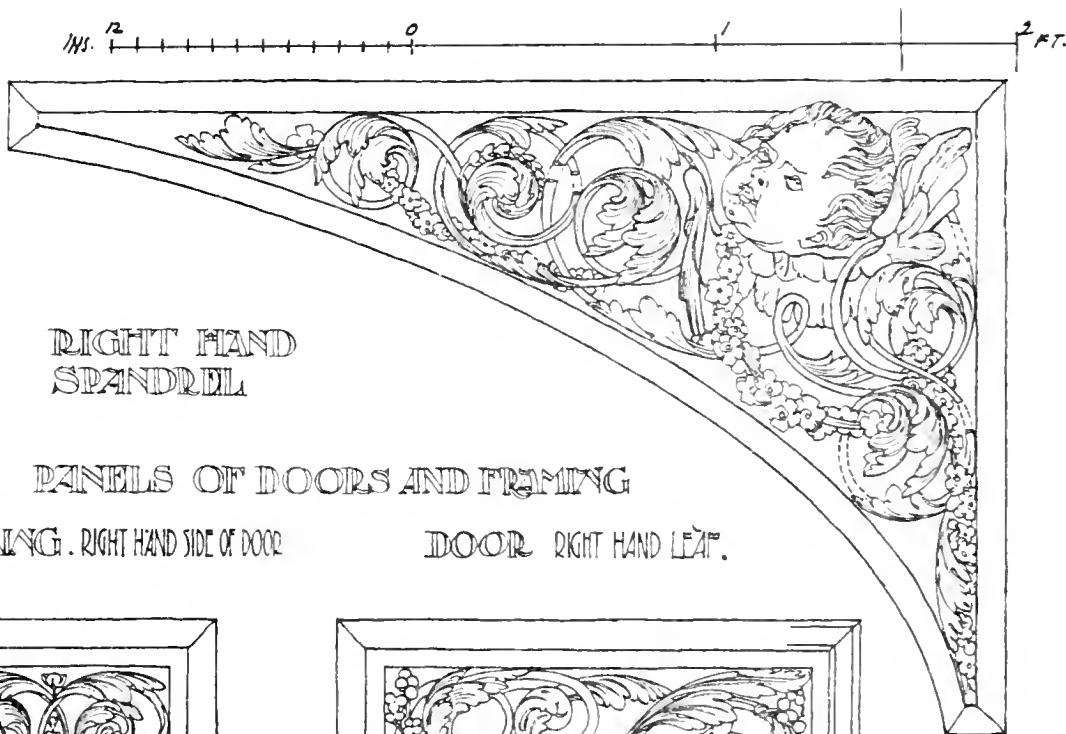 INS. 12 0 1 2 FT.
RIGHT HAND
SPANDREL
PANELS OF DOORS AND FRAMING
ING. RIGHT HAND SIDE OF DOOR
DOOR RIGHT HAND LEAF.